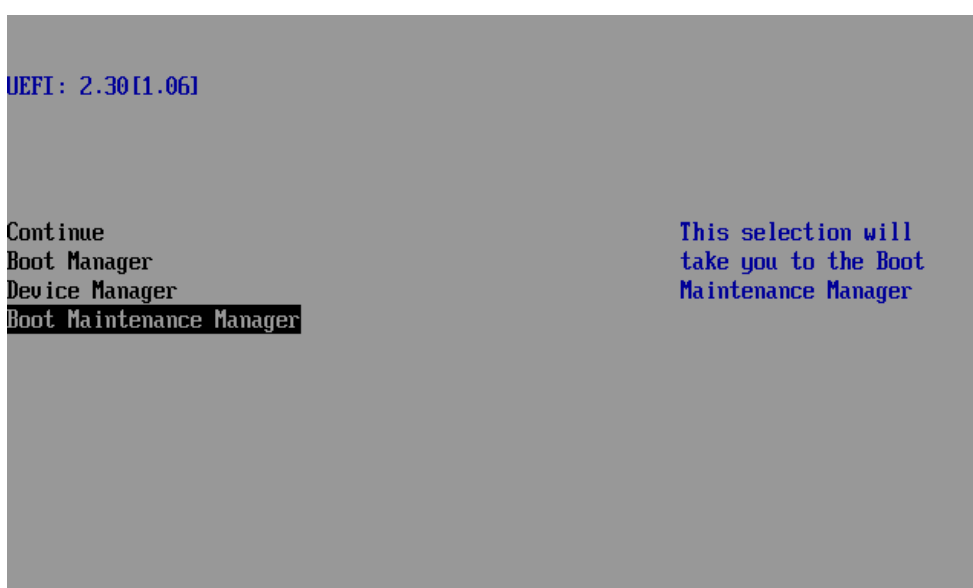 UEFI: 2.30[1.06]
Continue
Boot Manager
Device Manager
Boot Maintenance Manager
This selection will
take you to the Boot
Maintenance Manager